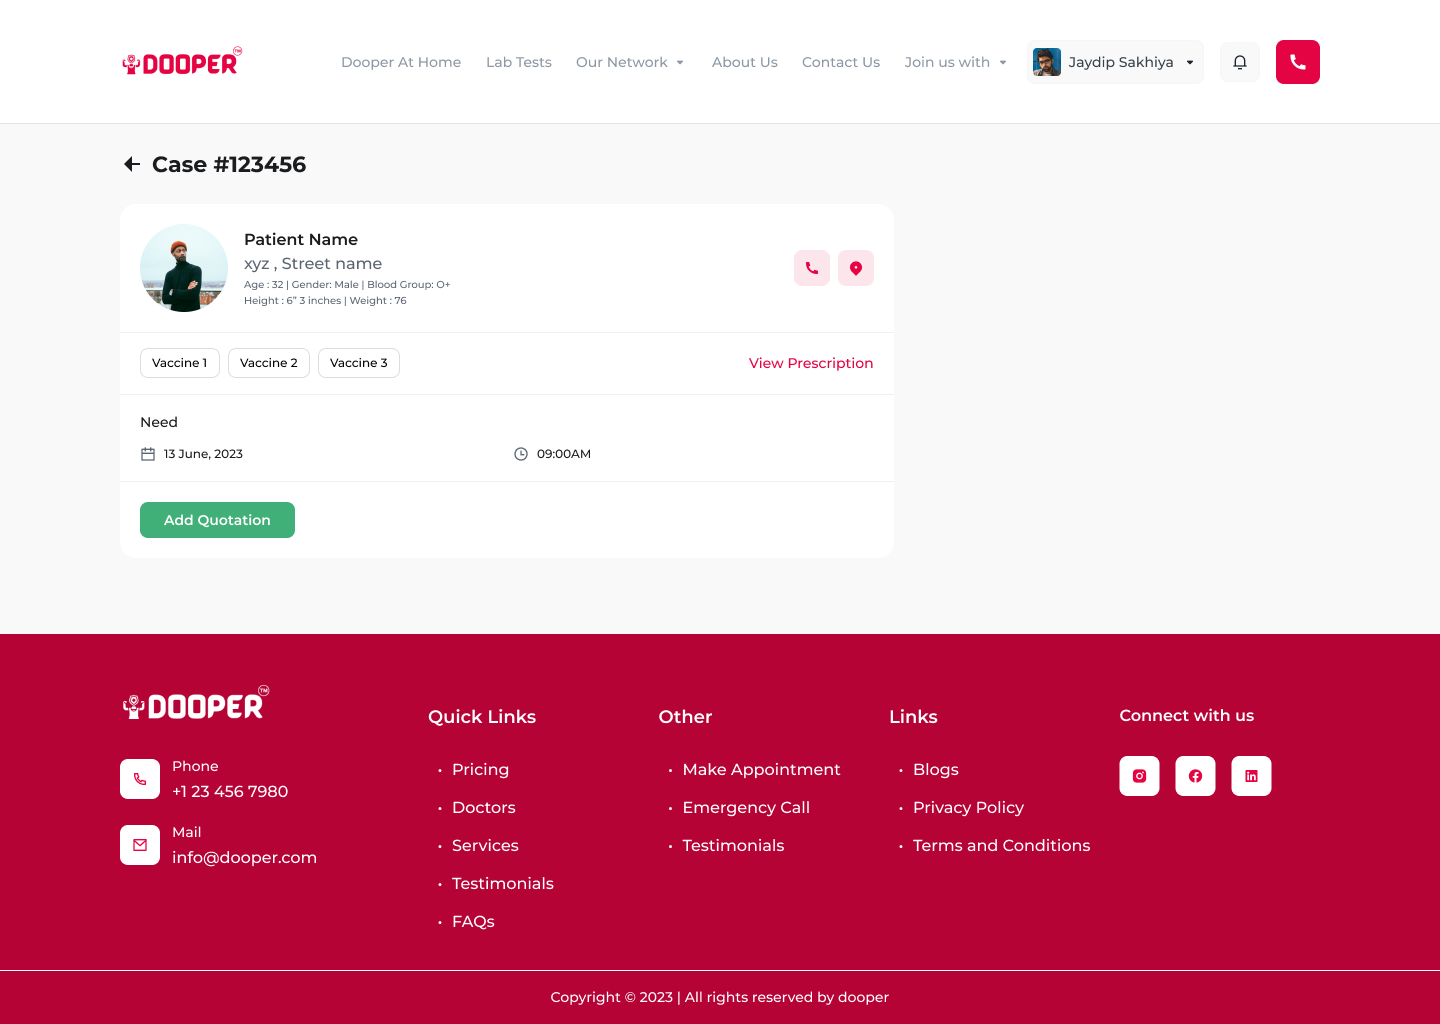 DOOPER TM
Dooper At Home Lab Tests Our Network About Us Contact Us Join us with Jaydip Sakhiya
Case #123456
Patient Name
xyz , Street name
Age : 32 | Gender: Male | Blood Group: O+
Height : 6” 3 inches | Weight : 76
Vaccine 1 Vaccine 2 Vaccine 3 View Prescription
Need
13 June, 2023 09:00AM
Add Quotation
DOOPER TM
Phone
+1 23 456 7980
Mail
info@dooper.com
Quick Links
• Pricing
• Doctors
• Services
• Testimonials
• FAQs
Other
• Make Appointment
• Emergency Call
• Testimonials
Links
• Blogs
• Privacy Policy
• Terms and Conditions
Connect with us
Copyright © 2023 | All rights reserved by dooper